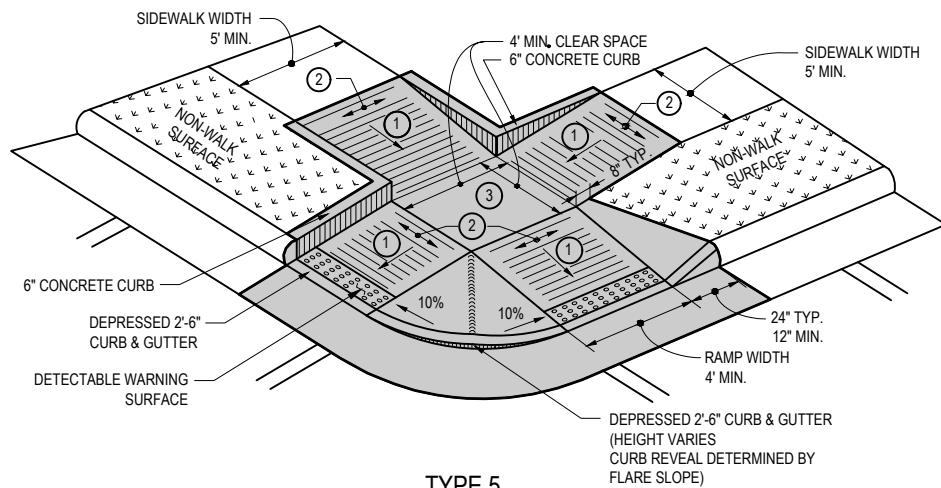 SIDEWALK WIDTH
5' MIN.
4' MIN. CLEAR SPACE
6" CONCRETE CURB
SIDEWALK WIDTH
5' MIN.
2
2
1
1
NON-WALK
SURFACE
NON-WALK
SURFACE
8" TYP.
3
2
1
1
6" CONCRETE CURB
10%
10%
DEPRESSED 2'-6"
CURB & GUTTER
24" TYP.
12" MIN.
DETECTABLE WARNING
SURFACE
RAMP WIDTH
4' MIN.
DEPRESSED 2'-6" CURB & GUTTER
(HEIGHT VARIES
CURB REVEAL DETERMINED BY
FLARE SLOPE)
TYPE 5